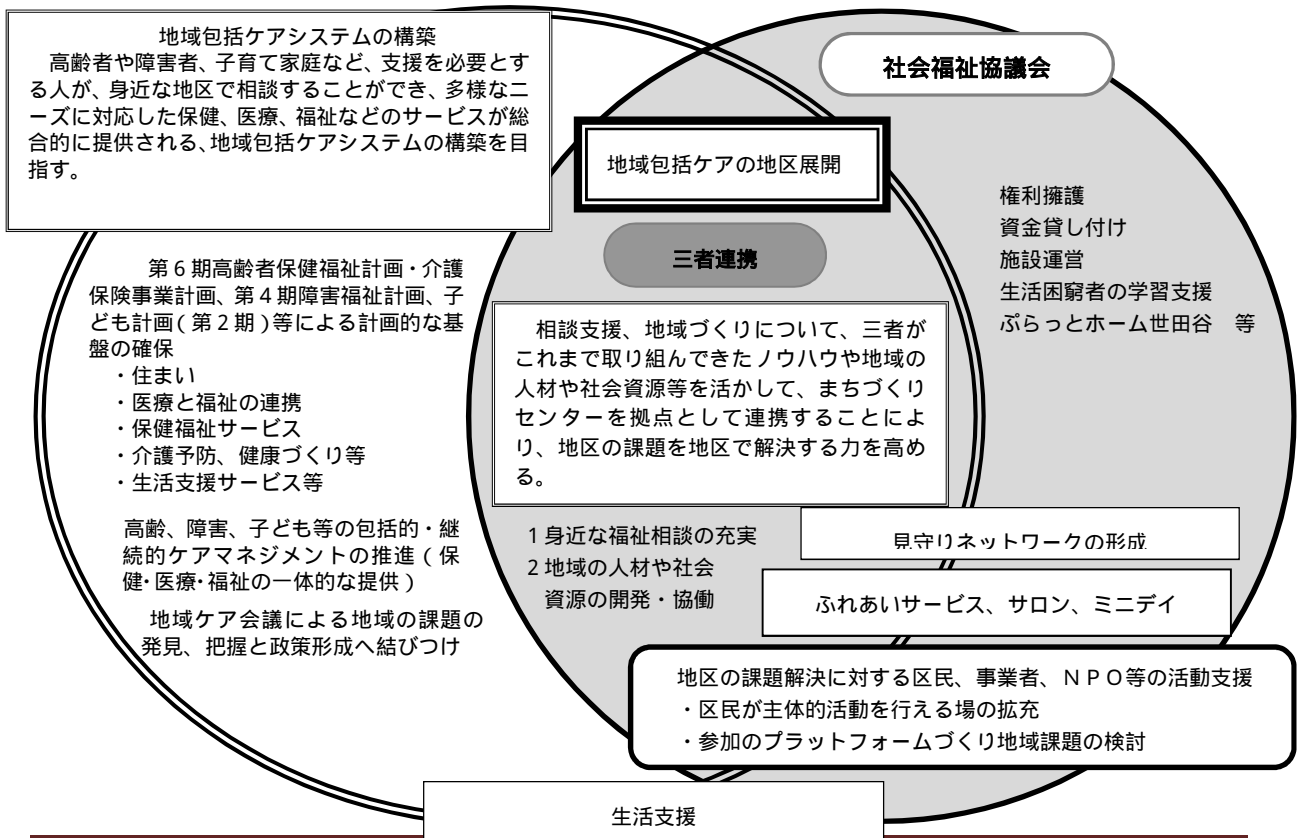 地域包括ケアシステムの構築
高齢者や障害者、子育て家庭など、支援を必要とす
る人が、身近な地区で相談することができ、多様なニ
ーズに対応した保健、医療、福祉などのサービスが総
合的に提供される、地域包括ケアシステムの構築を目
指す。
社会福祉協議会
地域包括ケアの地区展開
三者連携
権利擁護
資金貸し付け
施設運営
生活困窮者の学習支援
ぷらっとホーム世田谷　等
第６期高齢者保健福祉計画・介護
保険事業計画、第４期障害福祉計画、子
ども計画（第２期）等による計画的な基
盤の確保
・住まい
・医療と福祉の連携
・保健福祉サービス
・介護予防、健康づくり等
・生活支援サービス等
高齢、障害、子ども等の包括的・継
続的ケアマネジメントの推進（保
健・医療・福祉の一体的な提供）
地域ケア会議による地域の課題の
発見、把握と政策形成へ結びつけ
相談支援、地域づくりについて、三者が
これまで取り組んできたノウハウや地域の
人材や社会資源等を活かして、まちづくり
センターを拠点として連携することによ
り、地区の課題を地区で解決する力を高め
る。
1 身近な福祉相談の充実
2 地域の人材や社会
資源の開発・協働
見守りネットワークの形成
ふれあいサービス、サロン、ミニデイ
地区の課題解決に対する区民、事業者、ＮＰＯ等の活動支援
・区民が主体的活動を行える場の拡充
・参加のプラットフォームづくり地域課題の検討
生活支援